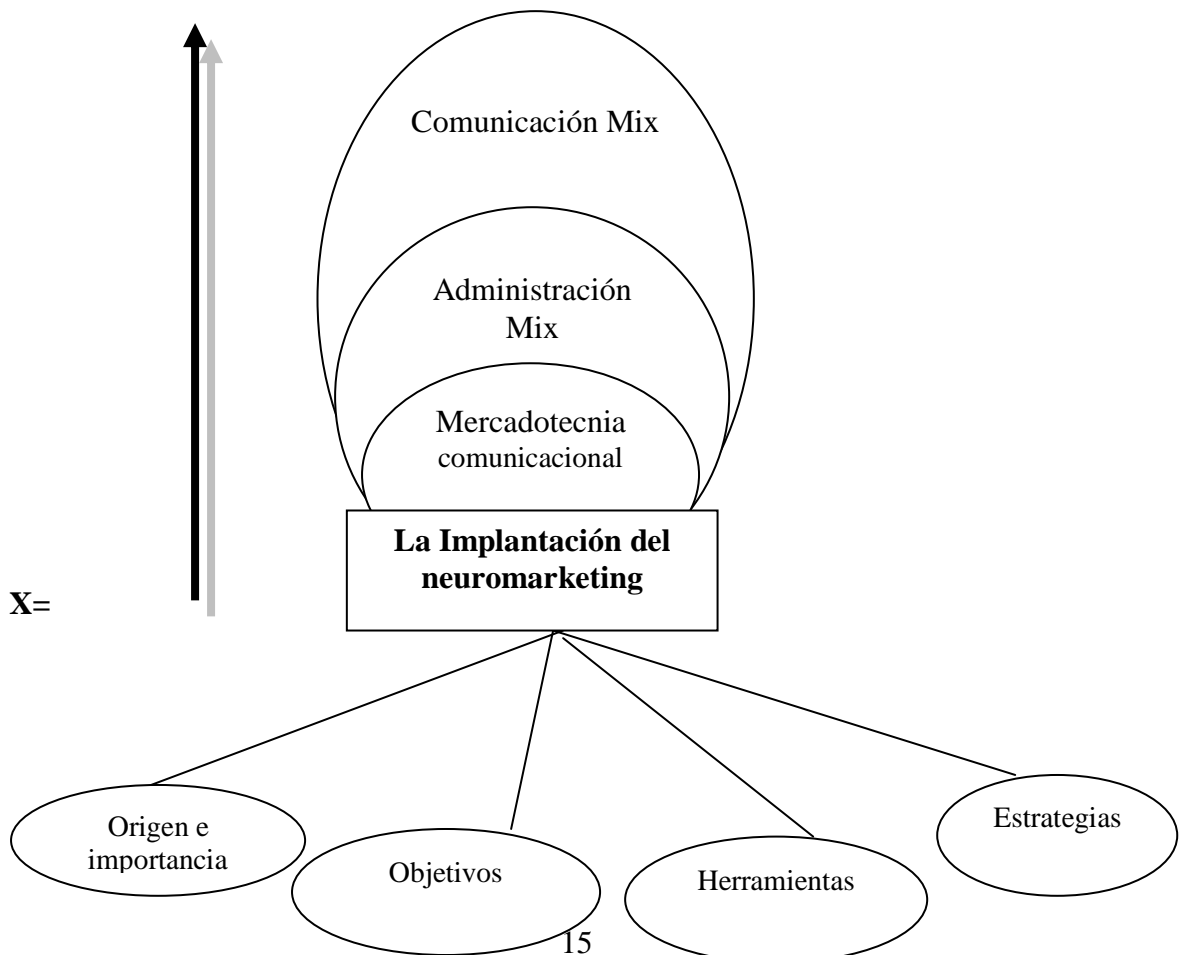 Comunicación Mix
Administración
Mix
Mercadotecnia
comunicacional
La Implantación del
neuromarketing
X=
Origen e
importancia
Objetivos
Herramientas
Estrategias
15